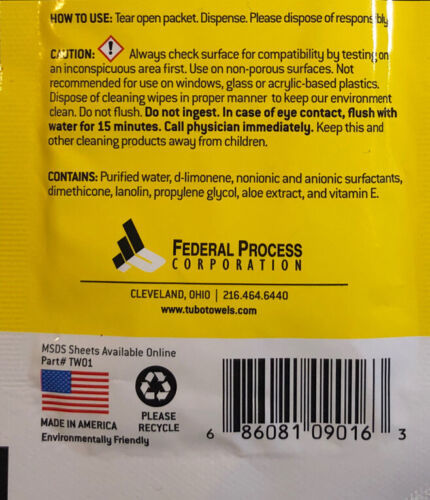 HOW TO USE: Tear open packet. Dispense. Please dispose of responsibly
CAUTION: Always check surface for compatibility by testing on
an inconspicuous area first. Use on non-porous surfaces. Not
recommended for use on windows, glass or acrylic-based plastics.
Dispose of cleaning wipes in proper manner to keep our environment
clean. Do not flush. Do not ingest. In case of eye contact, flush with
water for 15 minutes. Call physician immediately. Keep this and
other cleaning products away from children.
CONTAINS: Purified water, d-limonene, nonionic and anionic surfactants,
dimethicone, lanolin, propylene glycol, aloe extract, and vitamin E.
FEDERAL PROCESS
CORPORATION
CLEVELAND, OHIO | 216.464.6440
www.tubotowels.com
MSDS Sheets Available Online
Part# TW01
MADE IN AMERICA
Environmentally Friendly
PLEASE
RECYCLE
6 86081 09016 3